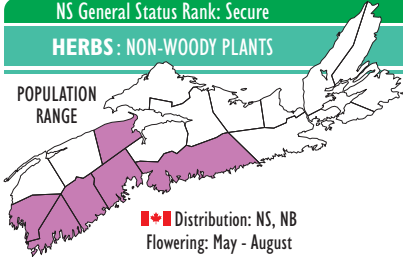 NS General Status Rank: Secure
HERBS : NON-WOODY PLANTS
POPULATION
RANGE
Distribution: NS, NB
Flowering: May - August